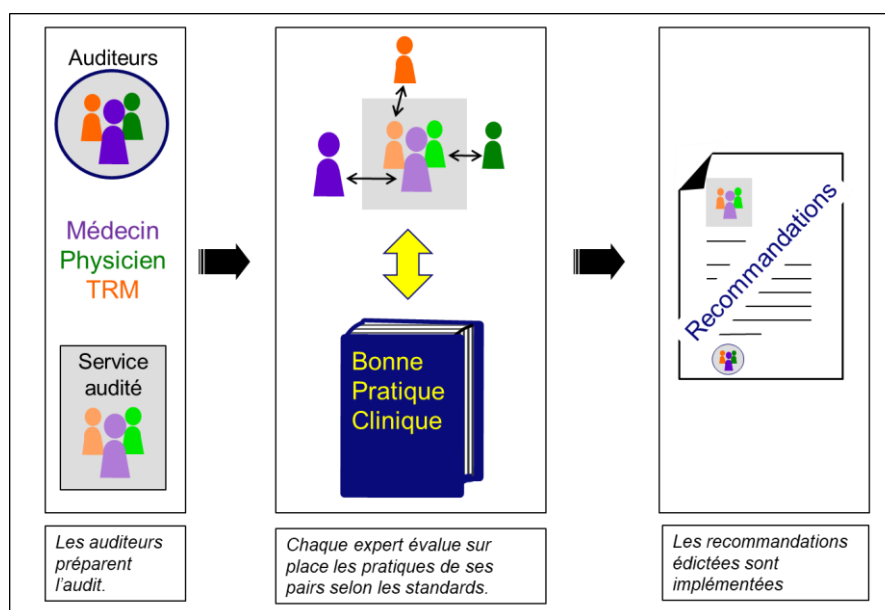 Auditeurs
Médecin
Physicien
TRM
Service
audité
Les auditeurs
préparent
l'audit.
Bonne
Pratique
Clinique
Chaque expert évalue sur
place les pratiques de ses
pairs selon les standards.
Recommandations
Les recommandations
édictées sont
implémentées